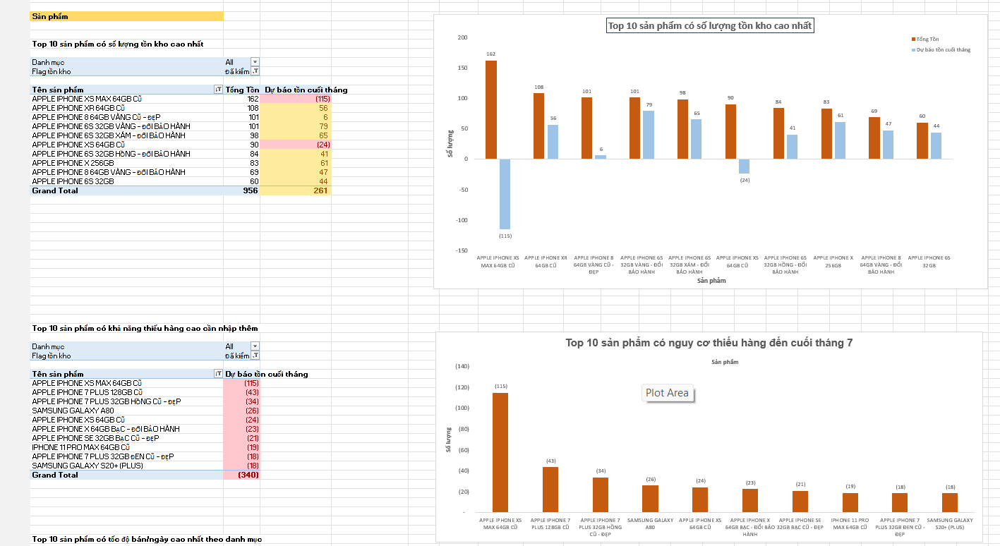 Sản phẩm
Top 10 sản phẩm có số lượng tồn kho cao nhất
Danh mục All
Flag tồn kho Đã kiểm
Tên sản phẩm Tổng Tồn Dự báo tồn cuối tháng
APPLE IPHONE XS MAX 64GB CŨ 162 (115)
APPLE IPHONE XR 64GB CŨ 108 56
APPLE IPHONE 8 64GB VÀNG CŨ - ĐẸP 101 6
APPLE IPHONE 6S 32GB VÀNG - ĐỔI BẢO HÀNH 101 79
APPLE IPHONE 6S 32GB XÁM - ĐỔI BẢO HÀNH 98 65
APPLE IPHONE XS 64GB CŨ 90 (24)
APPLE IPHONE 6S 32GB HỒNG - ĐỔI BẢO HÀNH 84 41
APPLE IPHONE X 256GB 83 61
APPLE IPHONE 8 64GB VÀNG - ĐỔI BẢO HÀNH 69 47
APPLE IPHONE 6S 32GB 60 44
Grand Total 956 261
Top 10 sản phẩm có số lượng tồn kho cao nhất
Tổng Tồn
Dự báo tồn cuối tháng
200
150
100
50
0
-50
-100
-150
Số lượng
162 108 101 101 98 90 84 83 69 60
(115) 56 6 79 65 (24) 41 61 47 44
APPLE IPHONE XS
MAX 64GB CŨ
APPLE IPHONE XR
64GB CŨ
APPLE IPHONE 8
64GB VÀNG CŨ -
ĐẸP
APPLE IPHONE 6S
32GB VÀNG - ĐỔI
BẢO HÀNH
APPLE IPHONE 6S
32GB XÁM - ĐỔI
BẢO HÀNH
APPLE IPHONE XS
64GB CŨ
APPLE IPHONE 6S
32GB HỒNG - ĐỔI
BẢO HÀNH
APPLE IPHONE X
256GB
APPLE IPHONE 8
64GB VÀNG - ĐỔI
BẢO HÀNH
APPLE IPHONE 6S
32GB
Sản phẩm
Top 10 sản phẩm có khả năng thiếu hàng cao cần nhập thêm
Danh mục All
Flag tồn kho Đã kiểm
Tên sản phẩm Dự báo tồn cuối tháng
APPLE IPHONE XS MAX 64GB CŨ (115)
APPLE IPHONE 7 PLUS 128GB CŨ (43)
APPLE IPHONE 7 PLUS 32GB HỒNG CŨ - ĐẸP (34)
SAMSUNG GALAXY A80 (26)
APPLE IPHONE XS 64GB CŨ (24)
APPLE IPHONE X 64GB BẠC - ĐỔI BẢO HÀNH (23)
APPLE IPHONE SE 32GB BẠC CŨ - ĐẸP (21)
IPHONE 11 PRO MAX 64GB CŨ (19)
APPLE IPHONE 7 PLUS 32GB ĐEN CŨ - ĐẸP (18)
SAMSUNG GALAXY S20+ (PLUS) (18)
Grand Total (340)
Top 10 sản phẩm có nguy cơ thiếu hàng đến cuối tháng 7
Sản phẩm
Plot Area
(140)
(120)
(100)
(80)
(60)
(40)
(20)
-
Số lượng
(115) (43) (34) (26) (24) (23) (21) (19) (18) (18)
APPLE IPHONE XS
MAX 64GB CŨ
APPLE IPHONE 7
PLUS 128GB CŨ
APPLE IPHONE 7
PLUS 32GB HỒNG
CŨ - ĐẸP
SAMSUNG GALAXY
A80
APPLE IPHONE XS
64GB CŨ
APPLE IPHONE X
64GB BẠC - ĐỔI BẢO
HÀNH
APPLE IPHONE SE
32GB BẠC CŨ - ĐẸP
IPHONE 11 PRO
MAX 64GB CŨ
APPLE IPHONE 7
PLUS 32GB ĐEN CŨ -
ĐẸP
SAMSUNG GALAXY
S20+ (PLUS)
Top 10 sản phẩm có tốc độ bán/ngày cao nhất theo danh mục